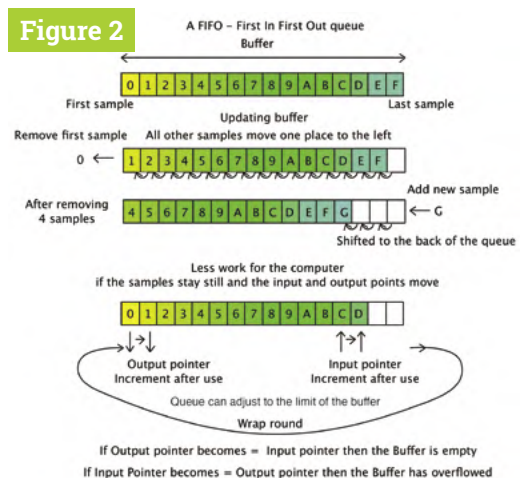 Figure 2
A FIFO – First In First Out queue
Buffer
0 1 2 3 4 5 6 7 8 9 A B C D E F
First sample Last sample
Updating buffer
Remove first sample All other samples move one place to the left
0 1 2 3 4 5 6 7 8 9 A B C D E F
Add new sample
After removing
4 samples
4 5 6 7 8 9 A B C D E F G G
Shifted to the back of the queue
Less work for the computer
if the samples stay still and the input and output points move
0 1 2 3 4 5 6 7 8 9 A B C D
Output pointer Input pointer
Increment after use Increment after use
Queue can adjust to the limit of the buffer
Wrap round
If Output pointer becomes = Input pointer then the Buffer is empty
If Input Pointer becomes = Output pointer then the Buffer has overflowed